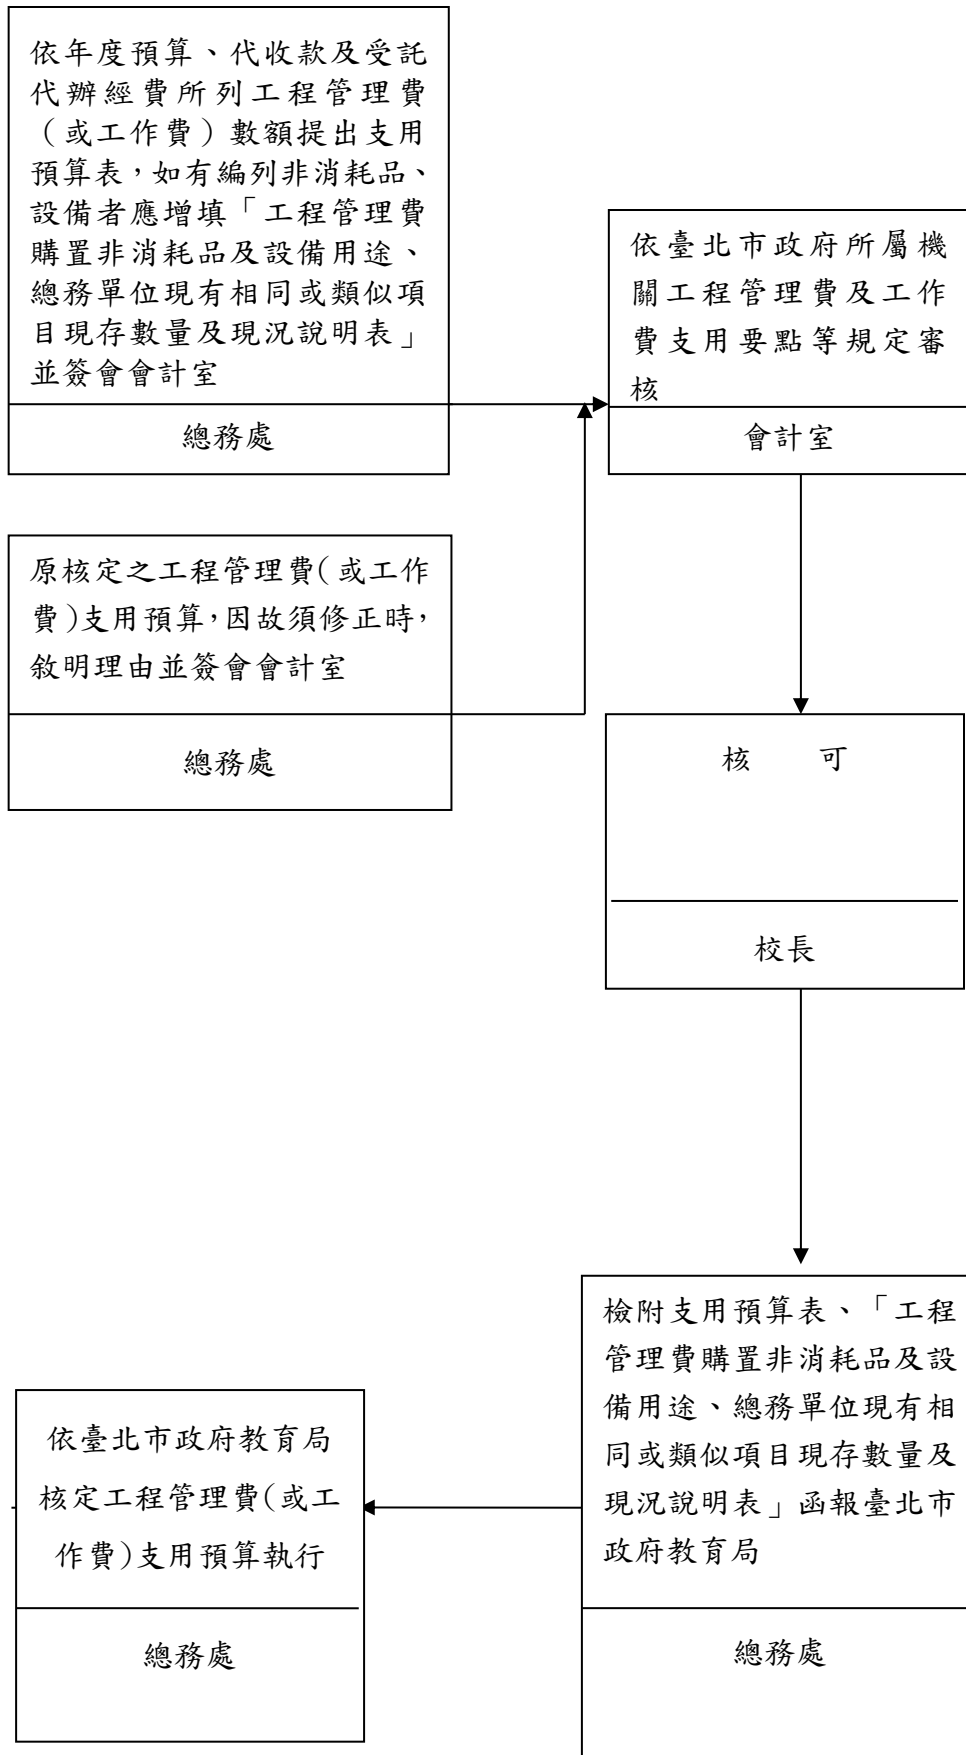 依年度預算、代收款及受託
代辦經費所列工程管理費
（或工作費）數額提出支用
預算表，如有編列非消耗品、
設備者應增填「工程管理費
購置非消耗品及設備用途、
總務單位現有相同或類似項
目現存數量及現況說明表」
並簽會會計室
總務處
依臺北市政府所屬機
關工程管理費及工作
費支用要點等規定審
核
會計室
原核定之工程管理費(或工作
費)支用預算，因故須修正時，
敘明理由並簽會會計室
總務處
核　可
校長
檢附支用預算表、「工程
管理費購置非消耗品及設
備用途、總務單位現有相
同或類似項目現存數量及
現況說明表」函報臺北市
政府教育局
總務處
依臺北市政府教育局
核定工程管理費(或工
作費)支用預算執行
總務處